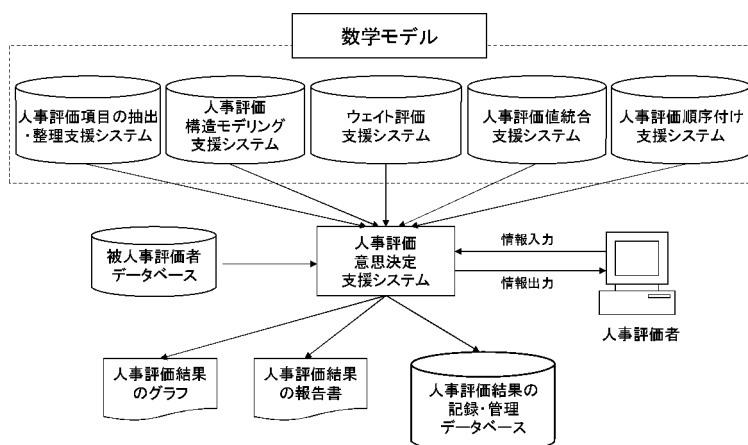 数学モデル
人事評価項目の抽出
・整理支援システム
人事評価
構造モデリング
支援システム
ウェイト評価
支援システム
人事評価値統合
支援システム
人事評価順序付け
支援システム
被人事評価者
データベース
人事評価
意思決定
支援システム
情報入力
情報出力
人事評価者
人事評価結果
のグラフ
人事評価結果
の報告書
人事評価結果の
記録・管理
データベース